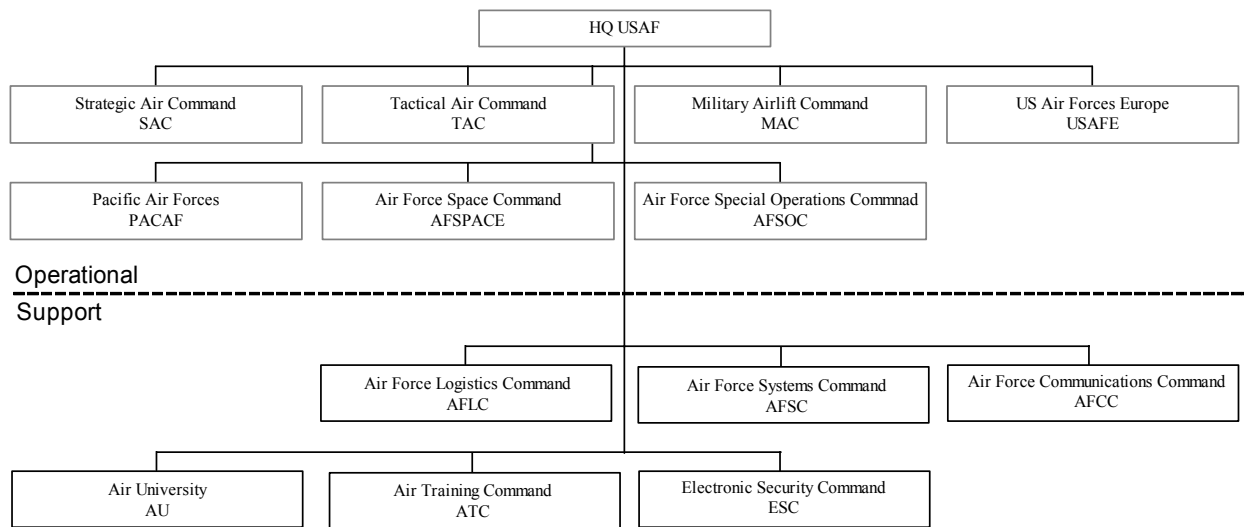 HQ USAF
Strategic Air Command
SAC
Tactical Air Command
TAC
Military Airlift Command
MAC
US Air Forces Europe
USAFE
Pacific Air Forces
PACAF
Air Force Space Command
AFSPACE
Air Force Special Operations Commnad
AFSOC
Operational
Support
Air Force Logistics Command
AFLC
Air Force Systems Command
AFSC
Air Force Communications Command
AFCC
Air University
AU
Air Training Command
ATC
Electronic Security Command
ESC